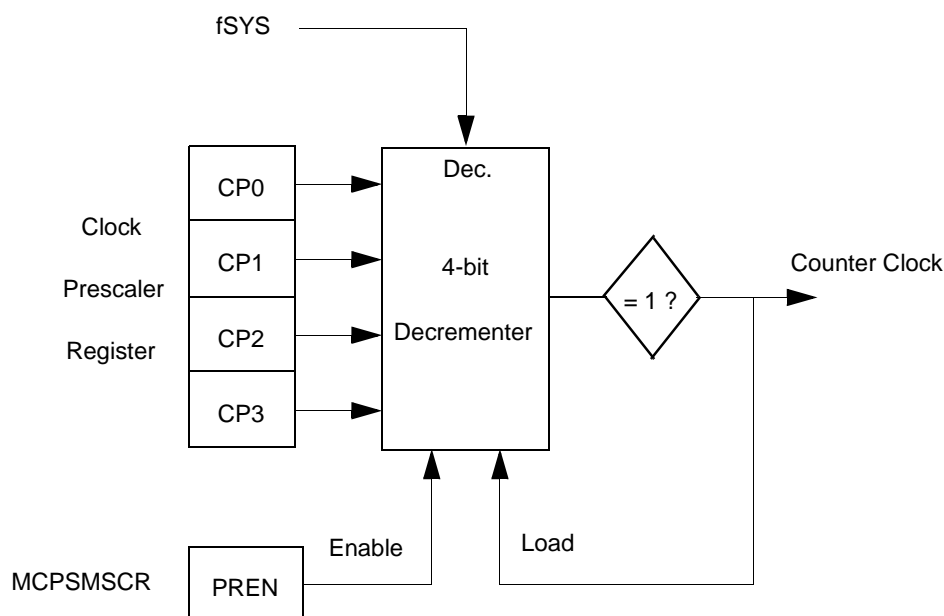 fSYS
Dec.
CP0
Clock
CP1
4-bit
Counter Clock
Prescaler
= 1 ?
CP2
Decrementer
Register
CP3
Enable
Load
MCPSMSCR
PREN